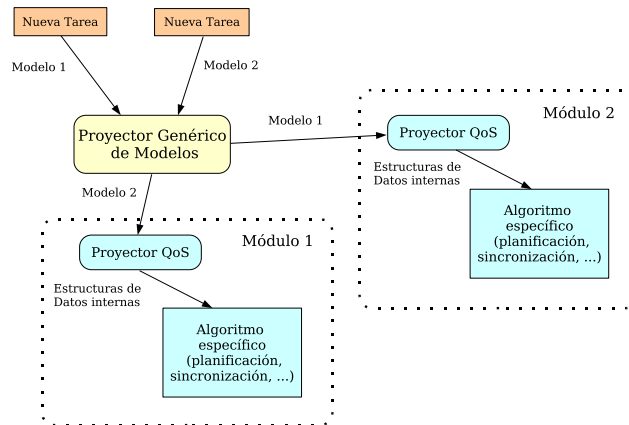 Nueva Tarea
Nueva Tarea
Modelo 1
Modelo 2
Proyector Genérico
de Modelos
Modelo 1
Módulo 2
Proyector QoS
Estructuras de
Datos internas
Algoritmo
específico
(planificación,
sincronización, ...)
Modelo 2
Módulo 1
Proyector QoS
Estructuras de
Datos internas
Algoritmo
específico
(planificación,
sincronización, ...)